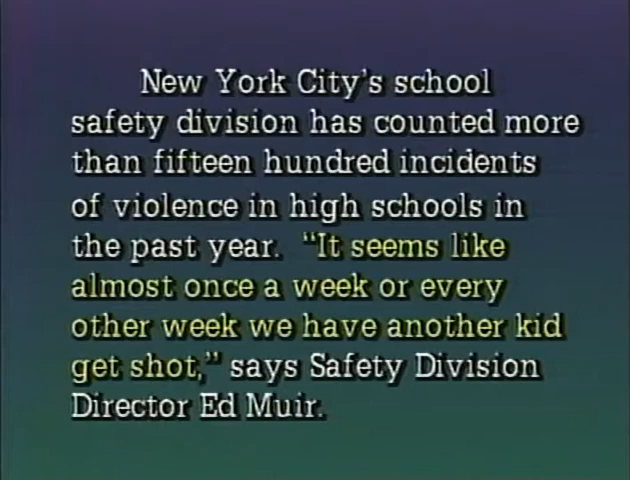 New York City's school
safety division has counted more
than fifteen hundred incidents
of violence in high schools in
the past year. "It seems like
almost once a week or every
other week we have another kid
get shot," says Safety Division
Director Ed Muir.